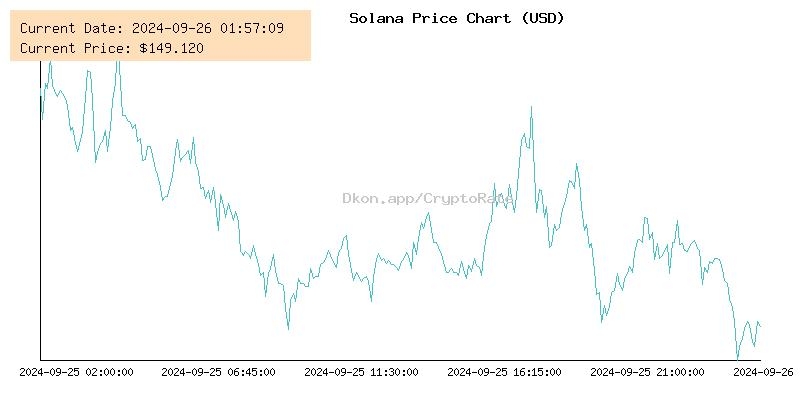 Solana Price Chart (USD)
Current Date: 2024-09-26 01:57:09
Current Price: $149.120
Dkon.app/CryptoRate
2024-09-25 02:00:00
2024-09-25 06:45:00
2024-09-25 11:30:00
2024-09-25 16:15:00
2024-09-25 21:00:00
2024-09-26